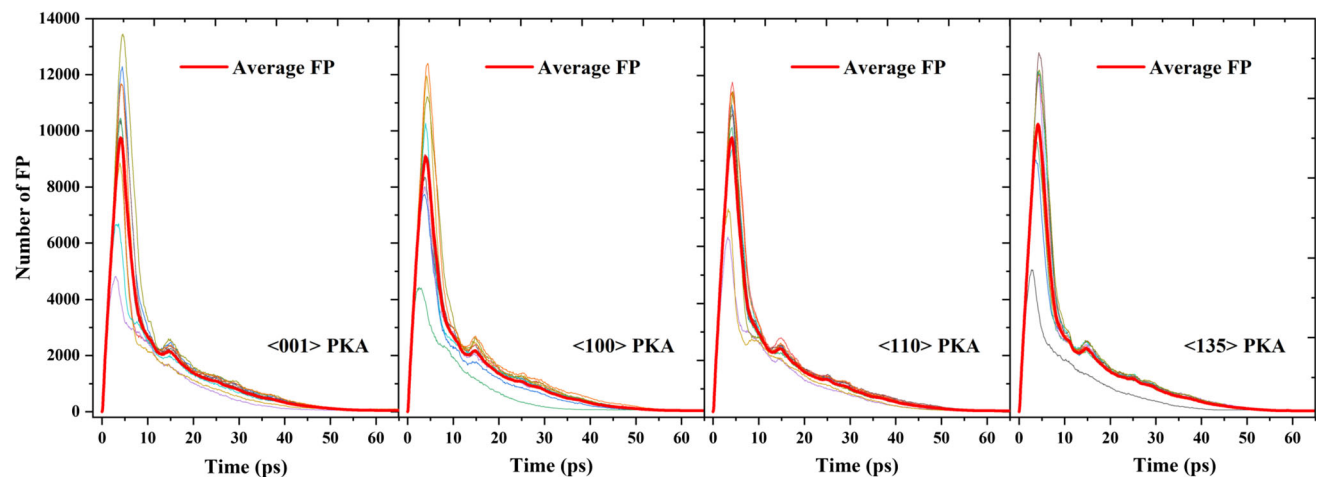 14000
12000
10000
8000
6000
4000
2000
0
Number of FP
Average FP
<001> PKA
0 10 20 30 40 50 60
Time (ps)
Average FP
<100> PKA
0 10 20 30 40 50 60
Time (ps)
Average FP
<110> PKA
0 10 20 30 40 50 60
Time (ps)
Average FP
<135> PKA
0 10 20 30 40 50 60
Time (ps)